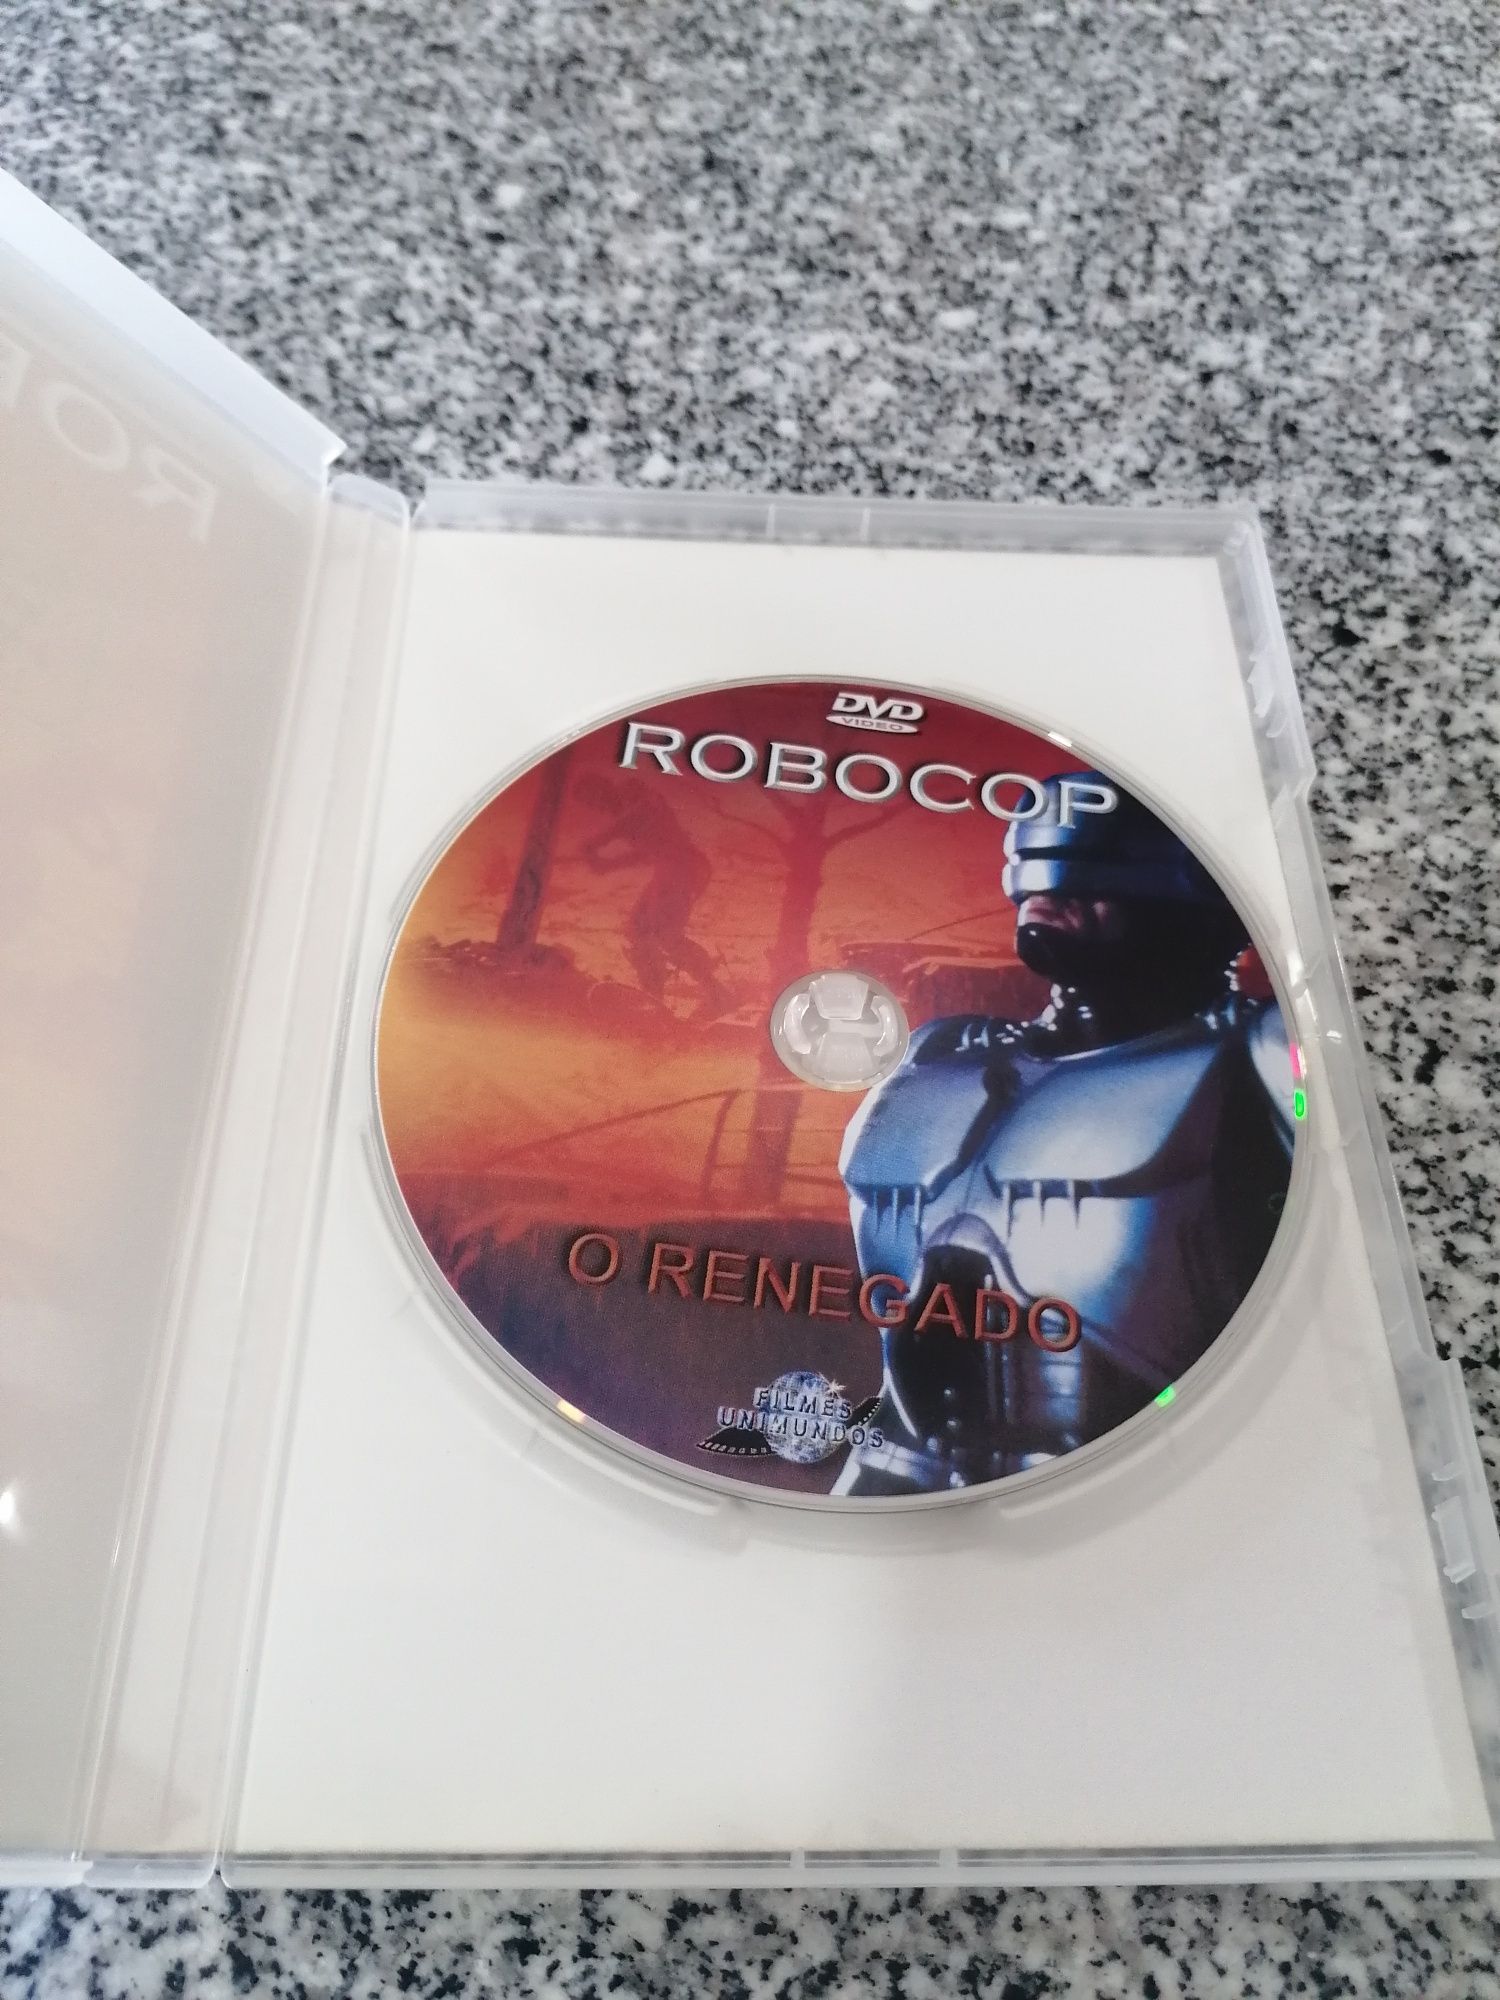 DVD
VIDEO
ROBOCOP
O RENEGADO
FILMES
UNIMUNDOS